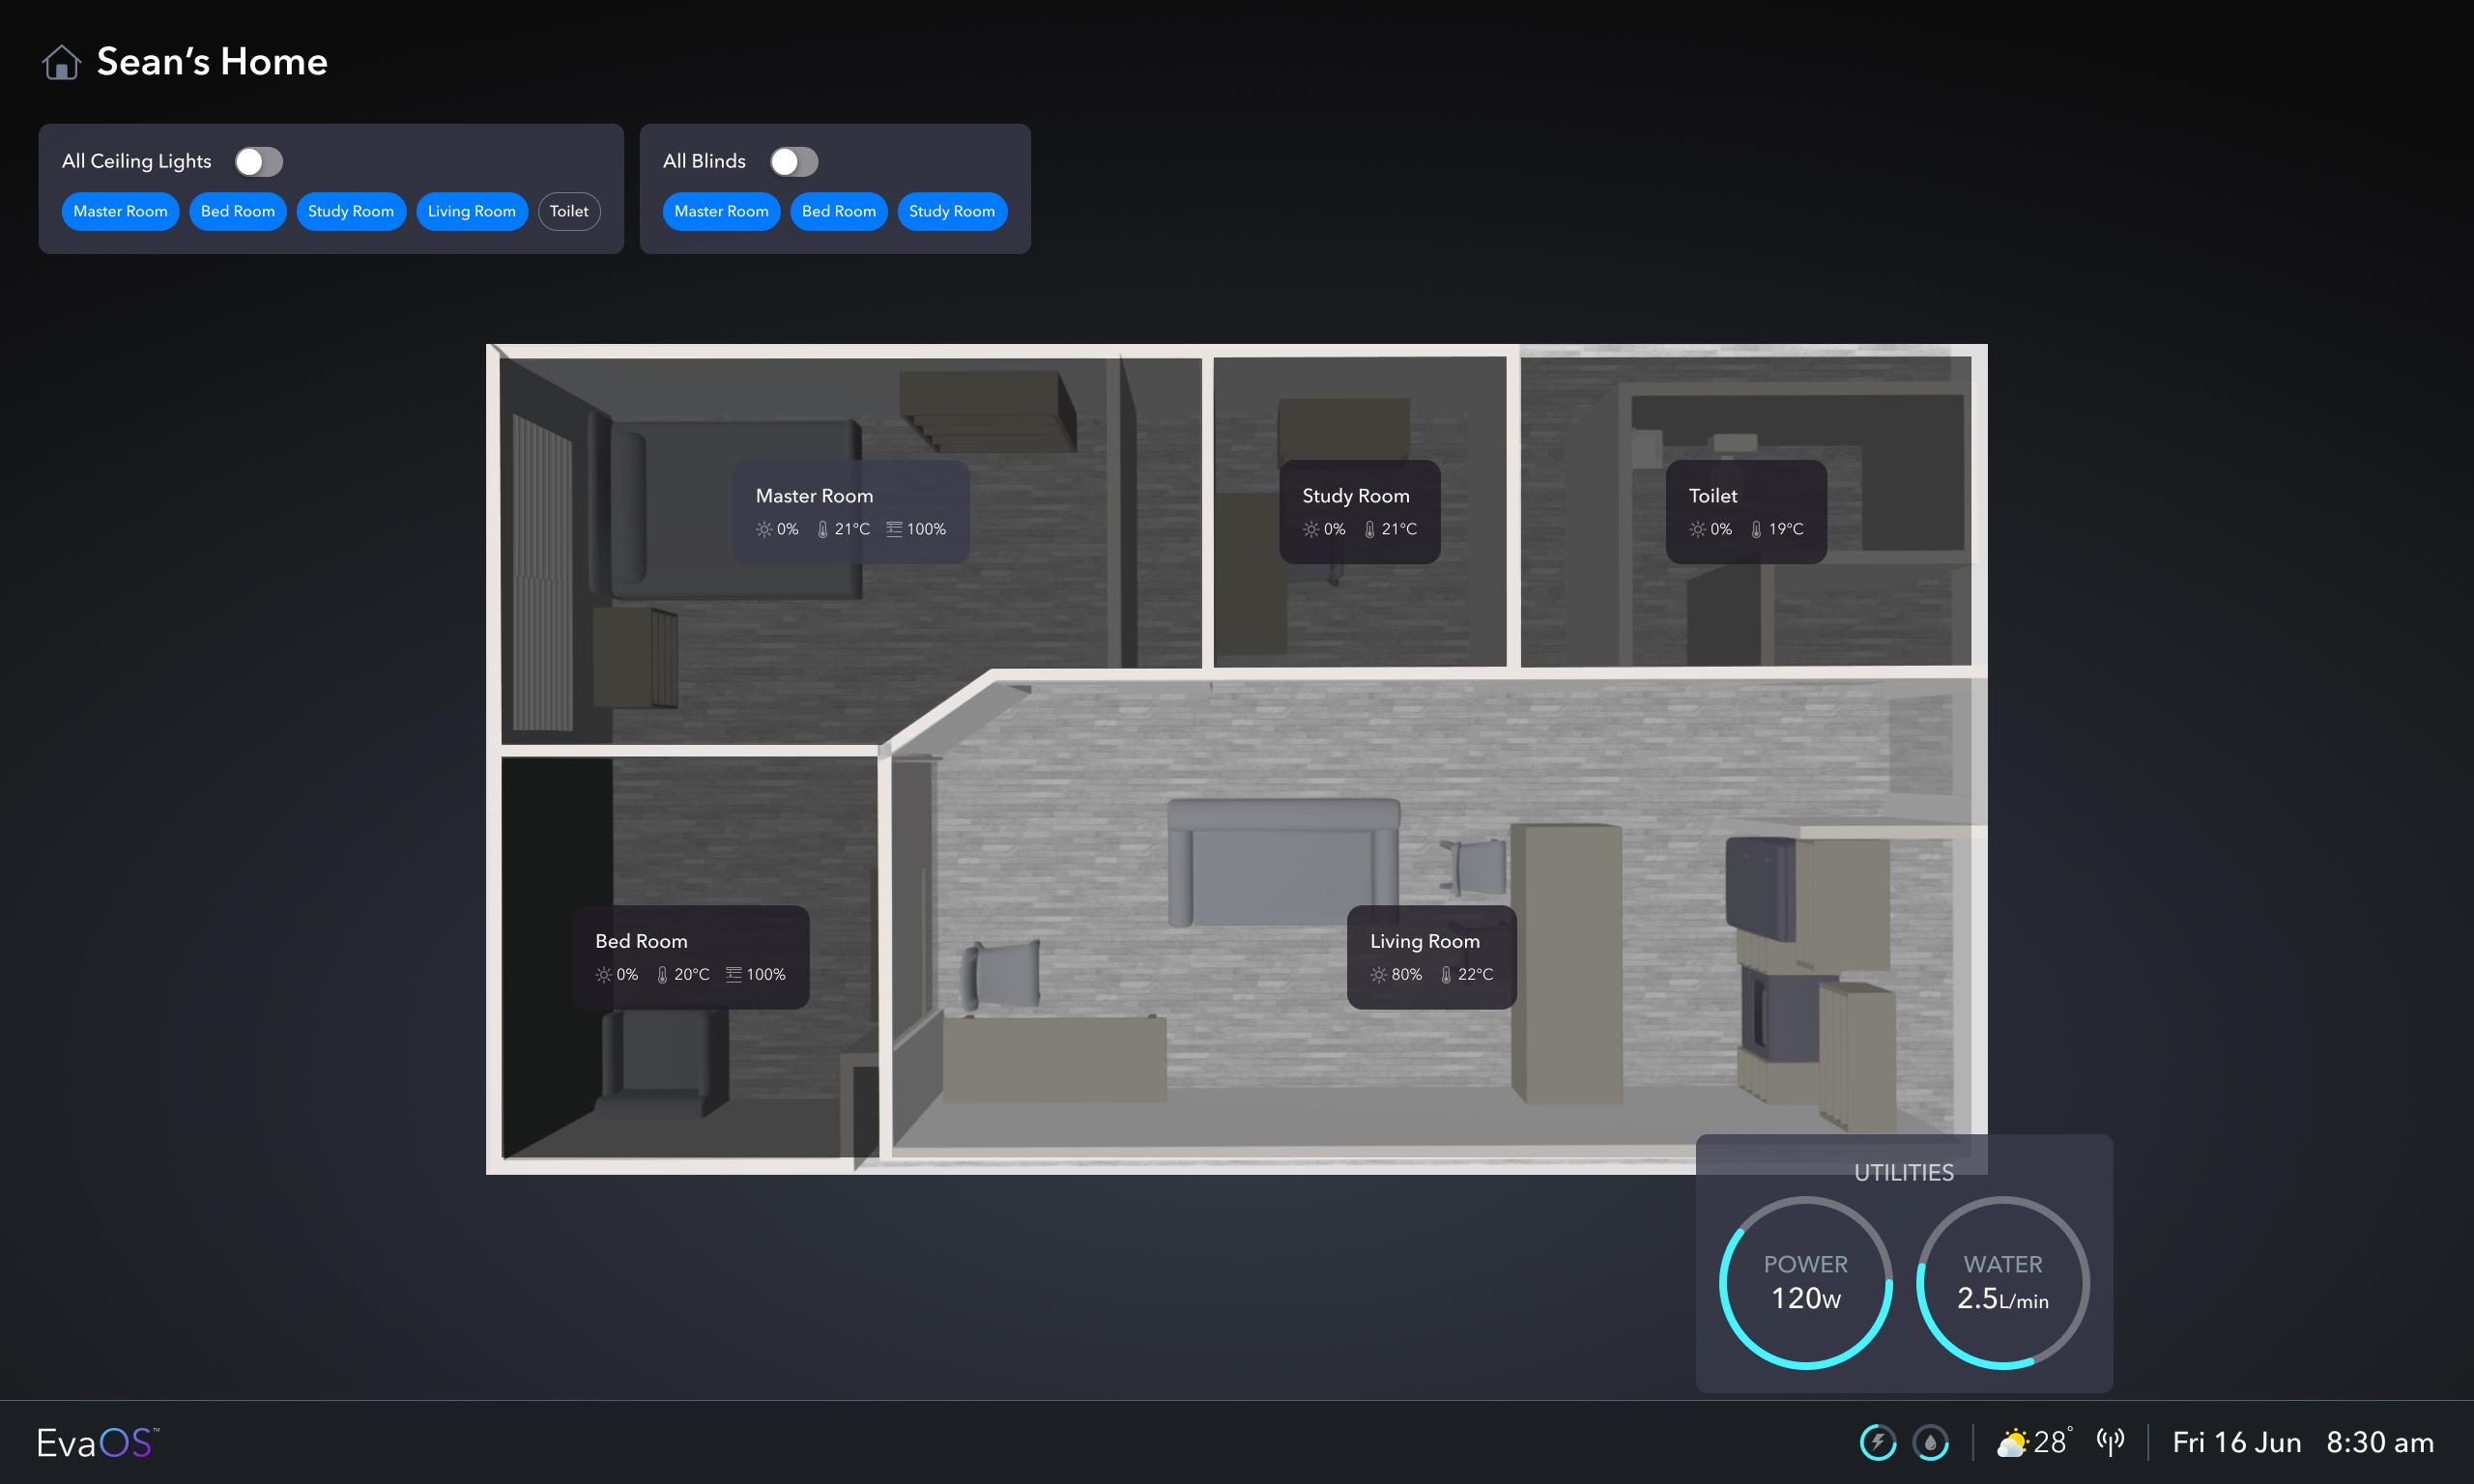 Sean’s Home
All Ceiling Lights
Master Room Bed Room Study Room Living Room Toilet
All Blinds
Master Room Bed Room Study Room
Master Room
0% 21°C 100%
Study Room
0% 21°C
Toilet
0% 19°C
Bed Room
0% 20°C 100%
Living Room
80% 22°C
UTILITIES
POWER
120W
WATER
2.5L/min
EvaOS™
28°
Fri 16 Jun 8:30 am